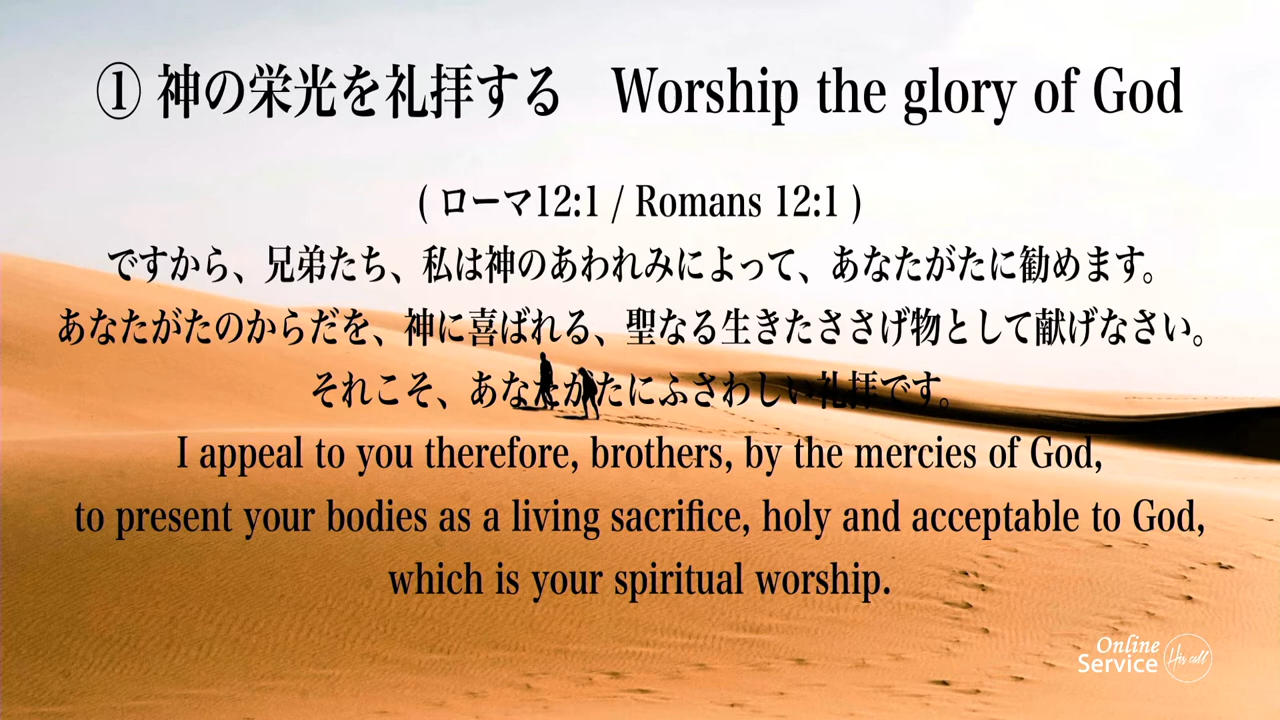 ① 神の栄光を礼拝する Worship the glory of God
( ローマ12:1 / Romans 12:1 )
ですから、兄弟たち、私は神のあわれみによって、あなたがたに勧めます。
あなたがたのからだを、神に喜ばれる、聖なる生きたささげ物として献げなさい。
それこそ、あなたがたにふさわしい礼拝です。
I appeal to you therefore, brothers, by the mercies of God,
to present your bodies as a living sacrifice, holy and acceptable to God,
which is your spiritual worship.
Online
Service
His call